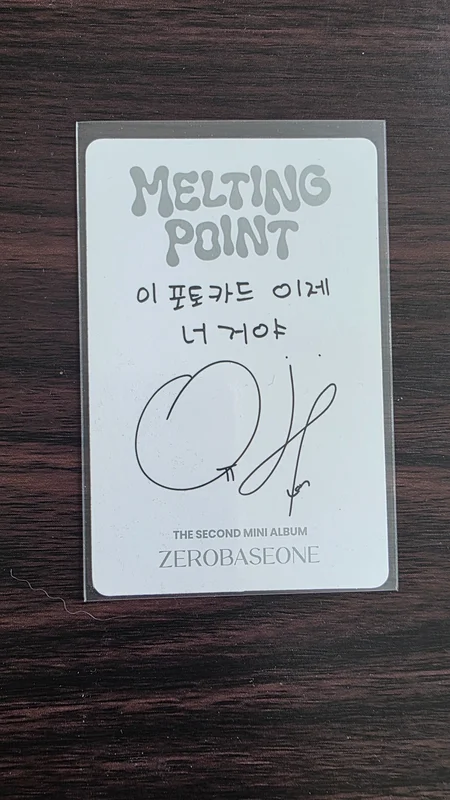 MELTING
POINT
이 포토카드 이제
너 거야
THE SECOND MINI ALBUM
ZEROBASEONE